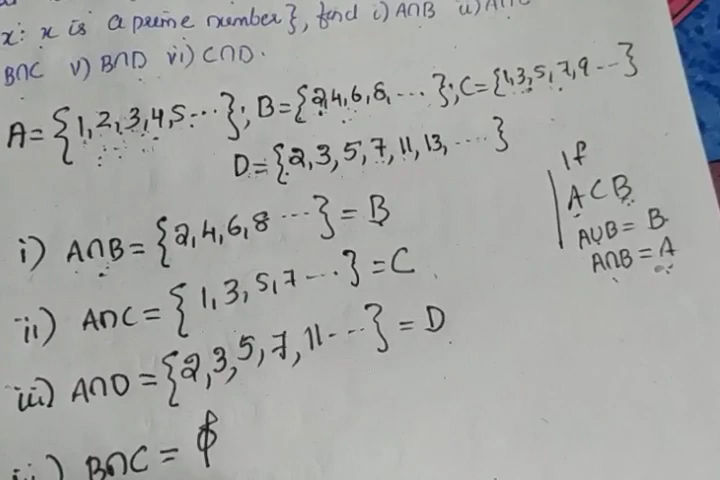 x: x is a prime number}, find i) A∩B ii) A∩C
B∩C v) B∩D vi) C∩D.
A = {1, 2, 3, 4, 5 ...}; B = {2, 4, 6, 8, ...}; C = {1, 3, 5, 7, 9 ...}
D = {2, 3, 5, 7, 11, 13, ....}
If
A ⊂ B
A∪B = B
A∩B = A
i) A∩B = {2, 4, 6, 8 ...} = B
ii) A∩C = {1, 3, 5, 7 ...} = C
iii) A∩D = {2, 3, 5, 7, 11 ...} = D
B∩C = ϕ